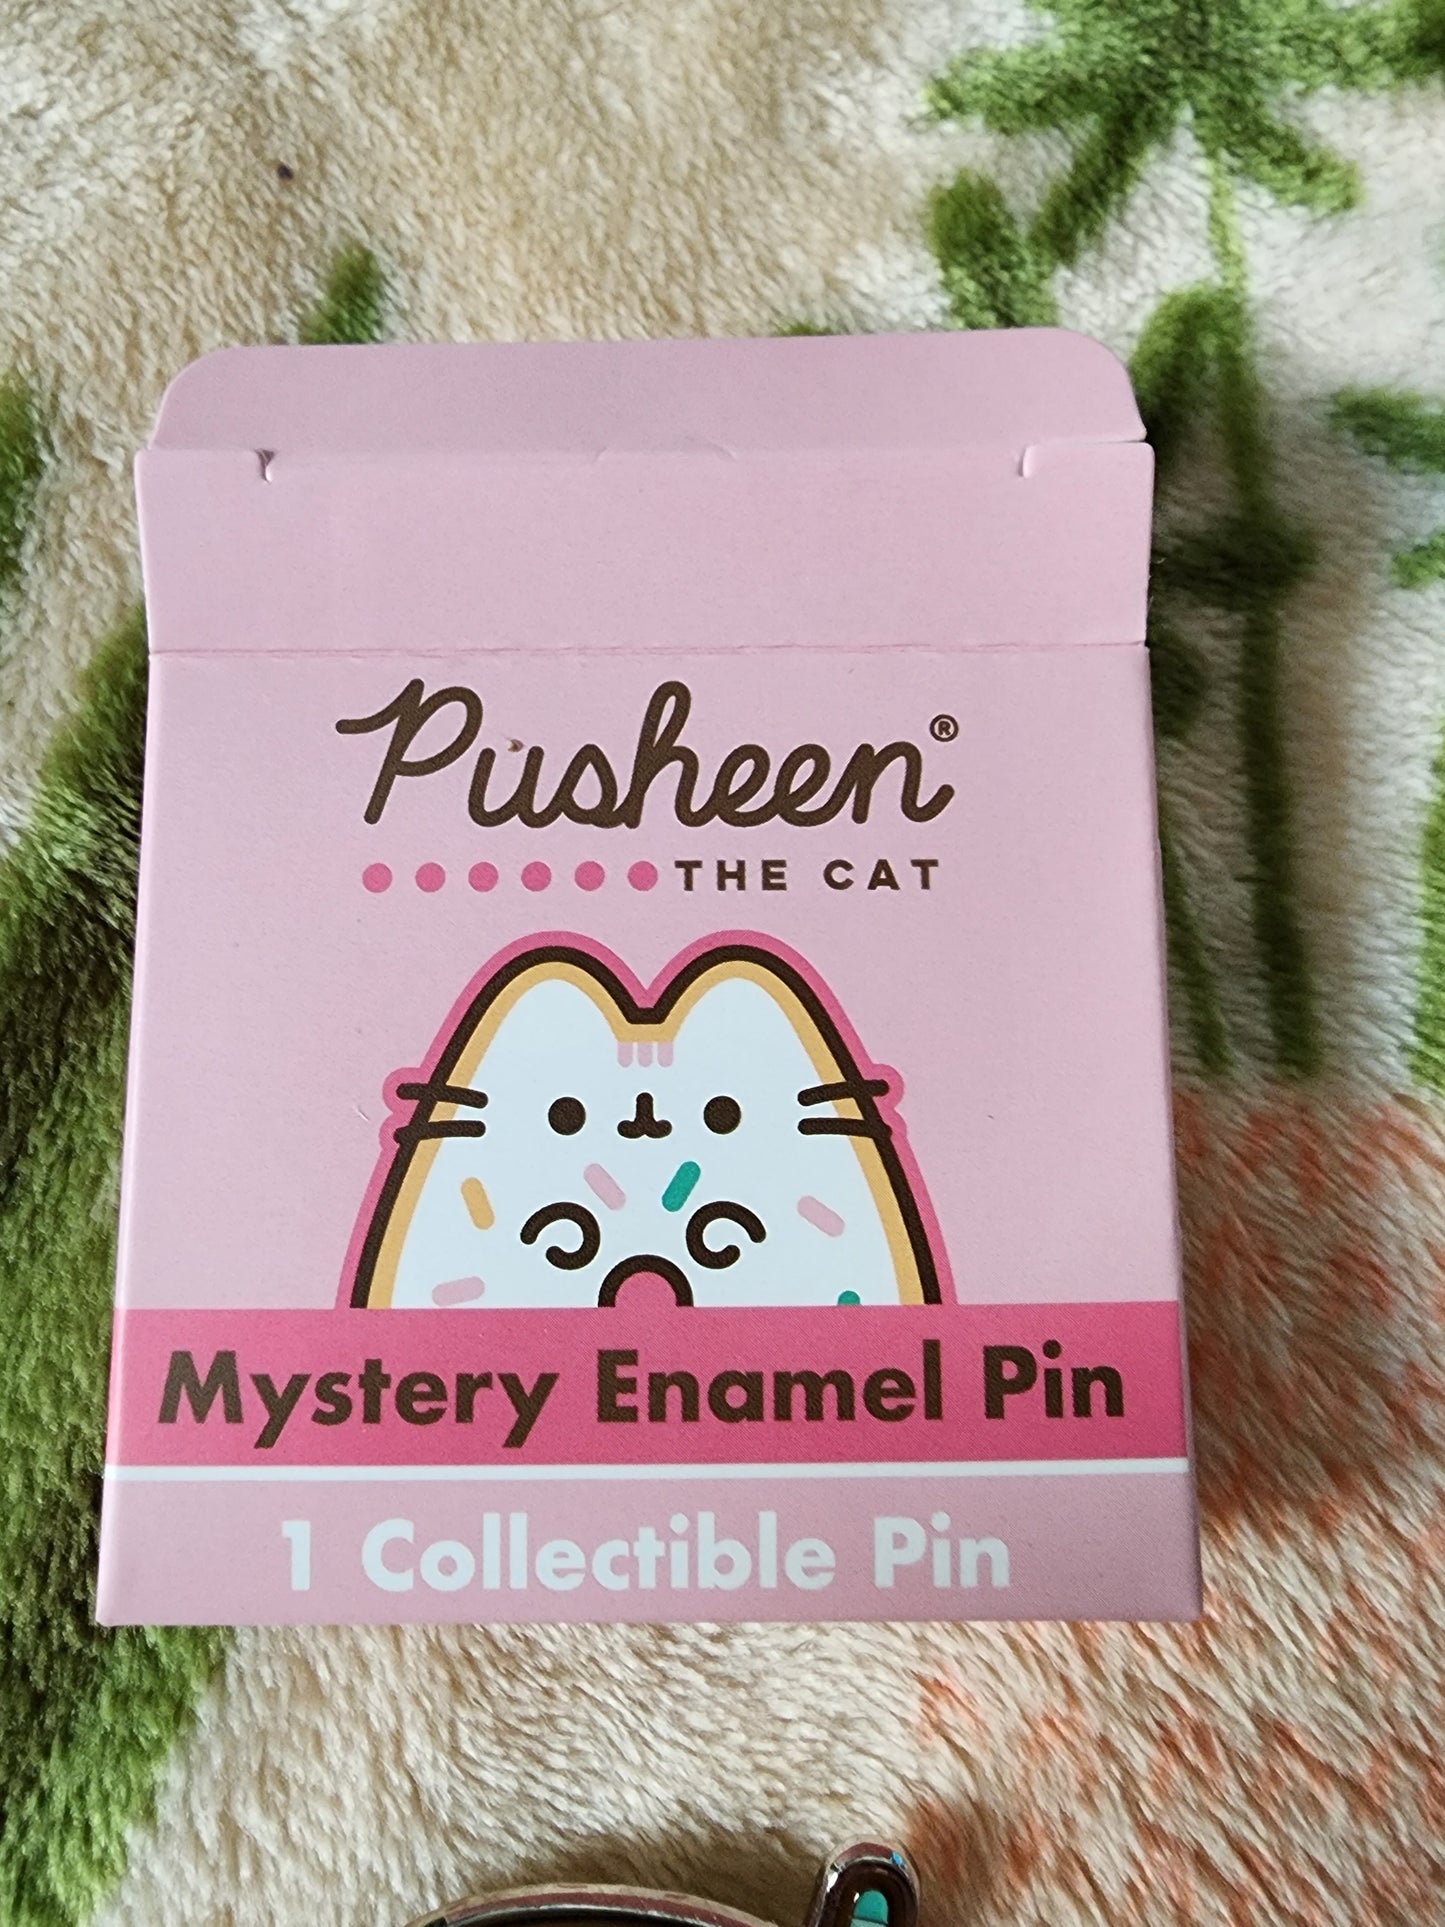 Pusheen®
THE CAT
Mystery Enamel Pin
1 Collectible Pin